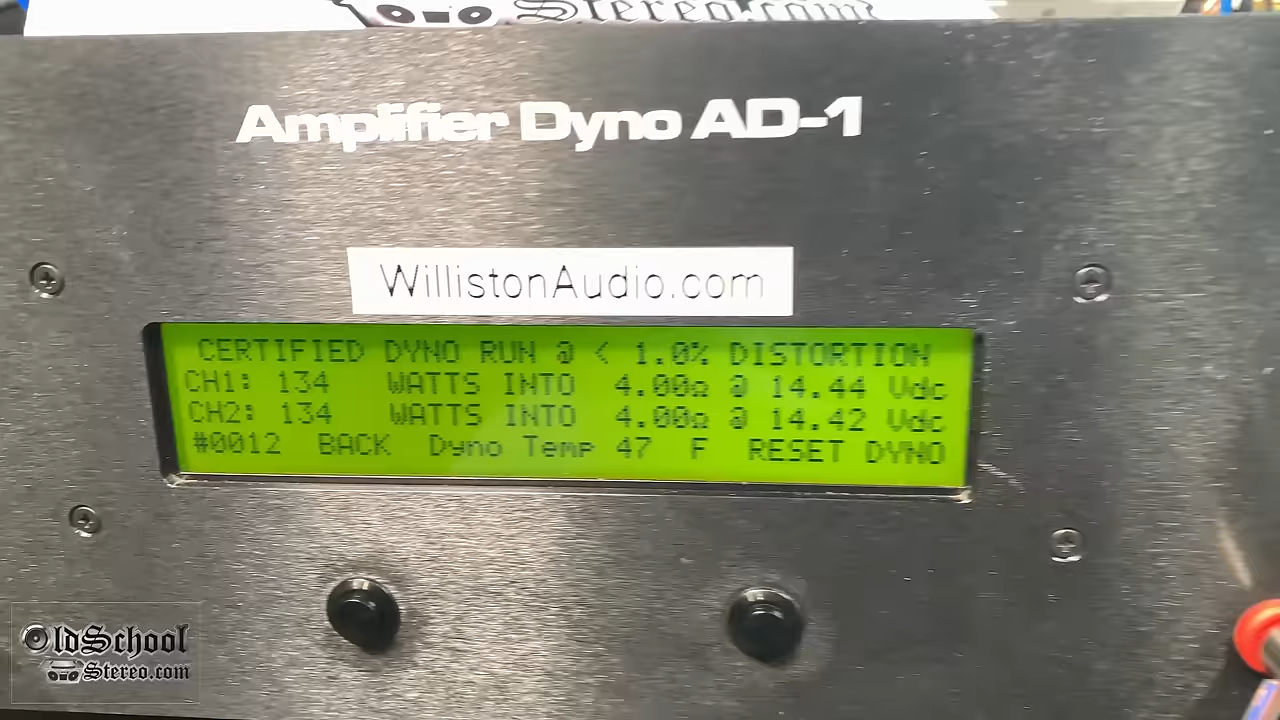 Stereo.com
Amplifier Dyno AD-1
WillistonAudio.com
CERTIFIED DYNO RUN @ < 1.0% DISTORTION
CH1: 134 WATTS INTO 4.00Ω @ 14.44 Vdc
CH2: 134 WATTS INTO 4.00Ω @ 14.42 Vdc
#0012 BACK Dyno Temp 47 F RESET DYNO
OldSchool
Stereo.com